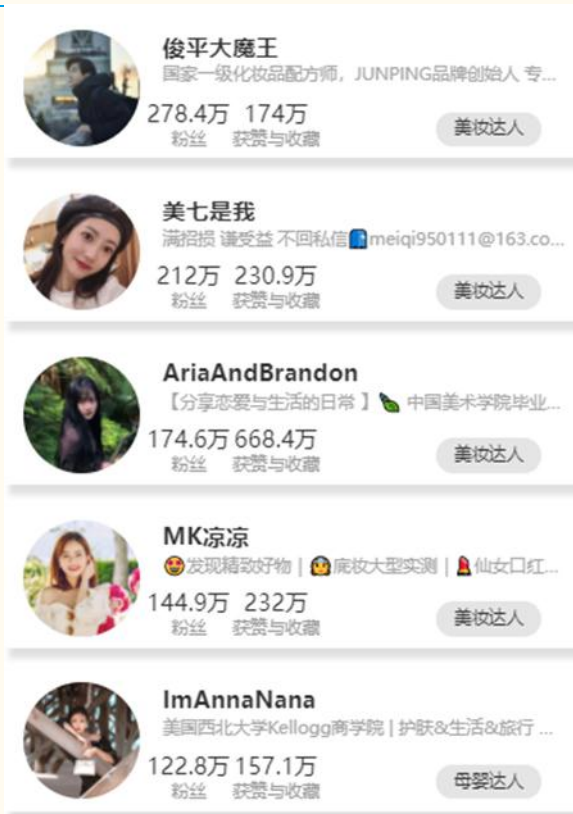 俊平大魔王
国家一级化妆品配方师，JUNPING品牌创始人 专...
278.4万 174万
粉丝 获赞与收藏
美妆达人
美七是我
满招损 谦受益 不回私信📘meiqi950111@163.co...
212万 230.9万
粉丝 获赞与收藏
美妆达人
AriaAndBrandon
【分享恋爱与生活的日常 】 中国美术学院毕业...
174.6万 668.4万
粉丝 获赞与收藏
美妆达人
MK凉凉
😍发现精致好物 | 👰底妆大型实测 | 💄仙女口红...
144.9万 232万
粉丝 获赞与收藏
美妆达人
ImAnnaNana
美国西北大学Kellogg商学院 | 护肤&生活&旅行 ...
122.8万 157.1万
粉丝 获赞与收藏
母婴达人